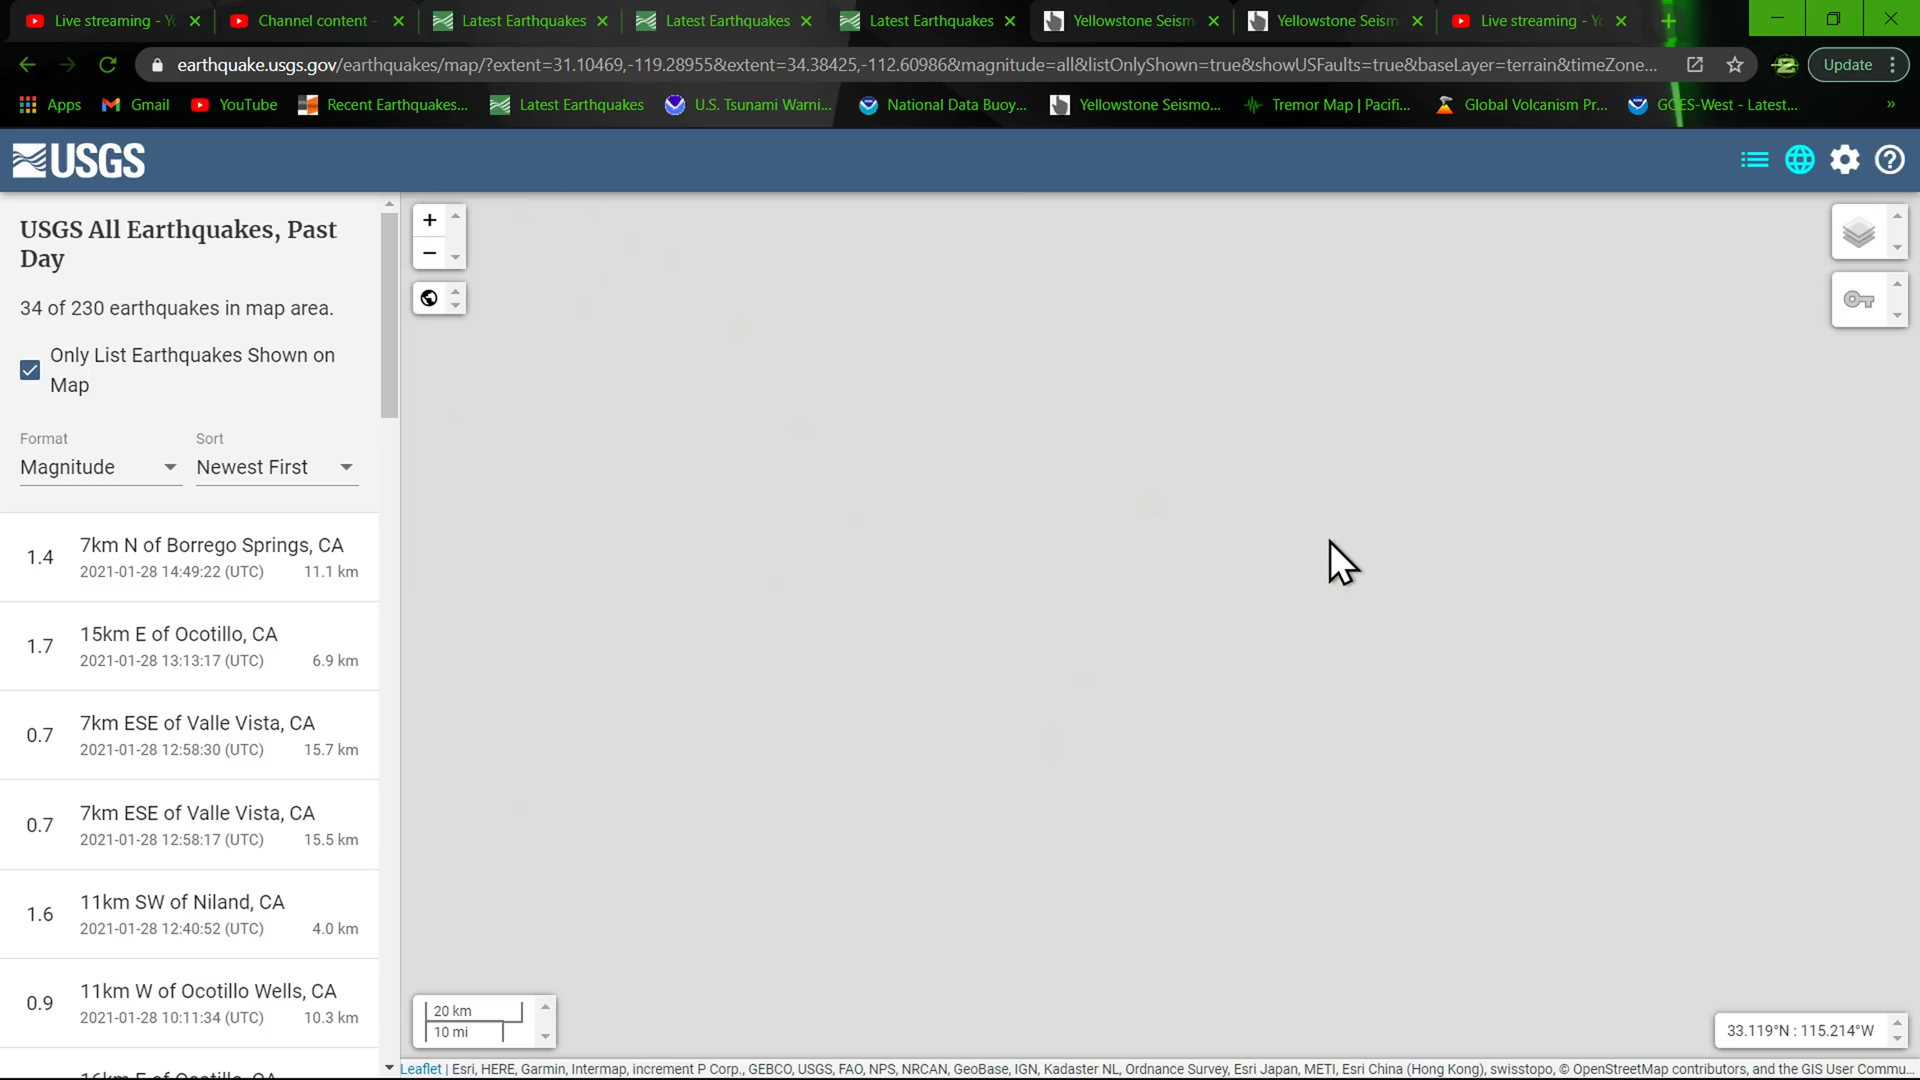 Live streaming - Y
Channel content -
Latest Earthquakes
Latest Earthquakes
Latest Earthquakes
Yellowstone Seism
Yellowstone Seism
Live streaming - Y
earthquake.usgs.gov/earthquakes/map/?extent=31.10469,-119.28955&extent=34.38425,-112.60986&magnitude=all&listOnlyShown=true&showUSFaults=true&baseLayer=terrain&timeZone...
Update
Apps
Gmail
YouTube
Recent Earthquakes...
Latest Earthquakes
U.S. Tsunami Warni...
National Data Buoy...
Yellowstone Seismo...
Tremor Map | Pacifi...
Global Volcanism Pr...
GOES-West - Latest...
»
USGS
USGS All Earthquakes, Past
Day
34 of 230 earthquakes in map area.
Only List Earthquakes Shown on
Map
Format
Sort
Magnitude
Newest First
1.4
7km N of Borrego Springs, CA
2021-01-28 14:49:22 (UTC) 11.1 km
1.7
15km E of Ocotillo, CA
2021-01-28 13:13:17 (UTC) 6.9 km
0.7
7km ESE of Valle Vista, CA
2021-01-28 12:58:30 (UTC) 15.7 km
0.7
7km ESE of Valle Vista, CA
2021-01-28 12:58:17 (UTC) 15.5 km
1.6
11km SW of Niland, CA
2021-01-28 12:40:52 (UTC) 4.0 km
0.9
11km W of Ocotillo Wells, CA
2021-01-28 10:11:34 (UTC) 10.3 km
16km E of Ocotillo, CA
+
−
20 km
10 mi
33.119°N : 115.214°W
Leaflet | Esri, HERE, Garmin, Intermap, increment P Corp., GEBCO, USGS, FAO, NPS, NRCAN, GeoBase, IGN, Kadaster NL, Ordnance Survey, Esri Japan, METI, Esri China (Hong Kong), swisstopo, © OpenStreetMap contributors, and the GIS User Commu...